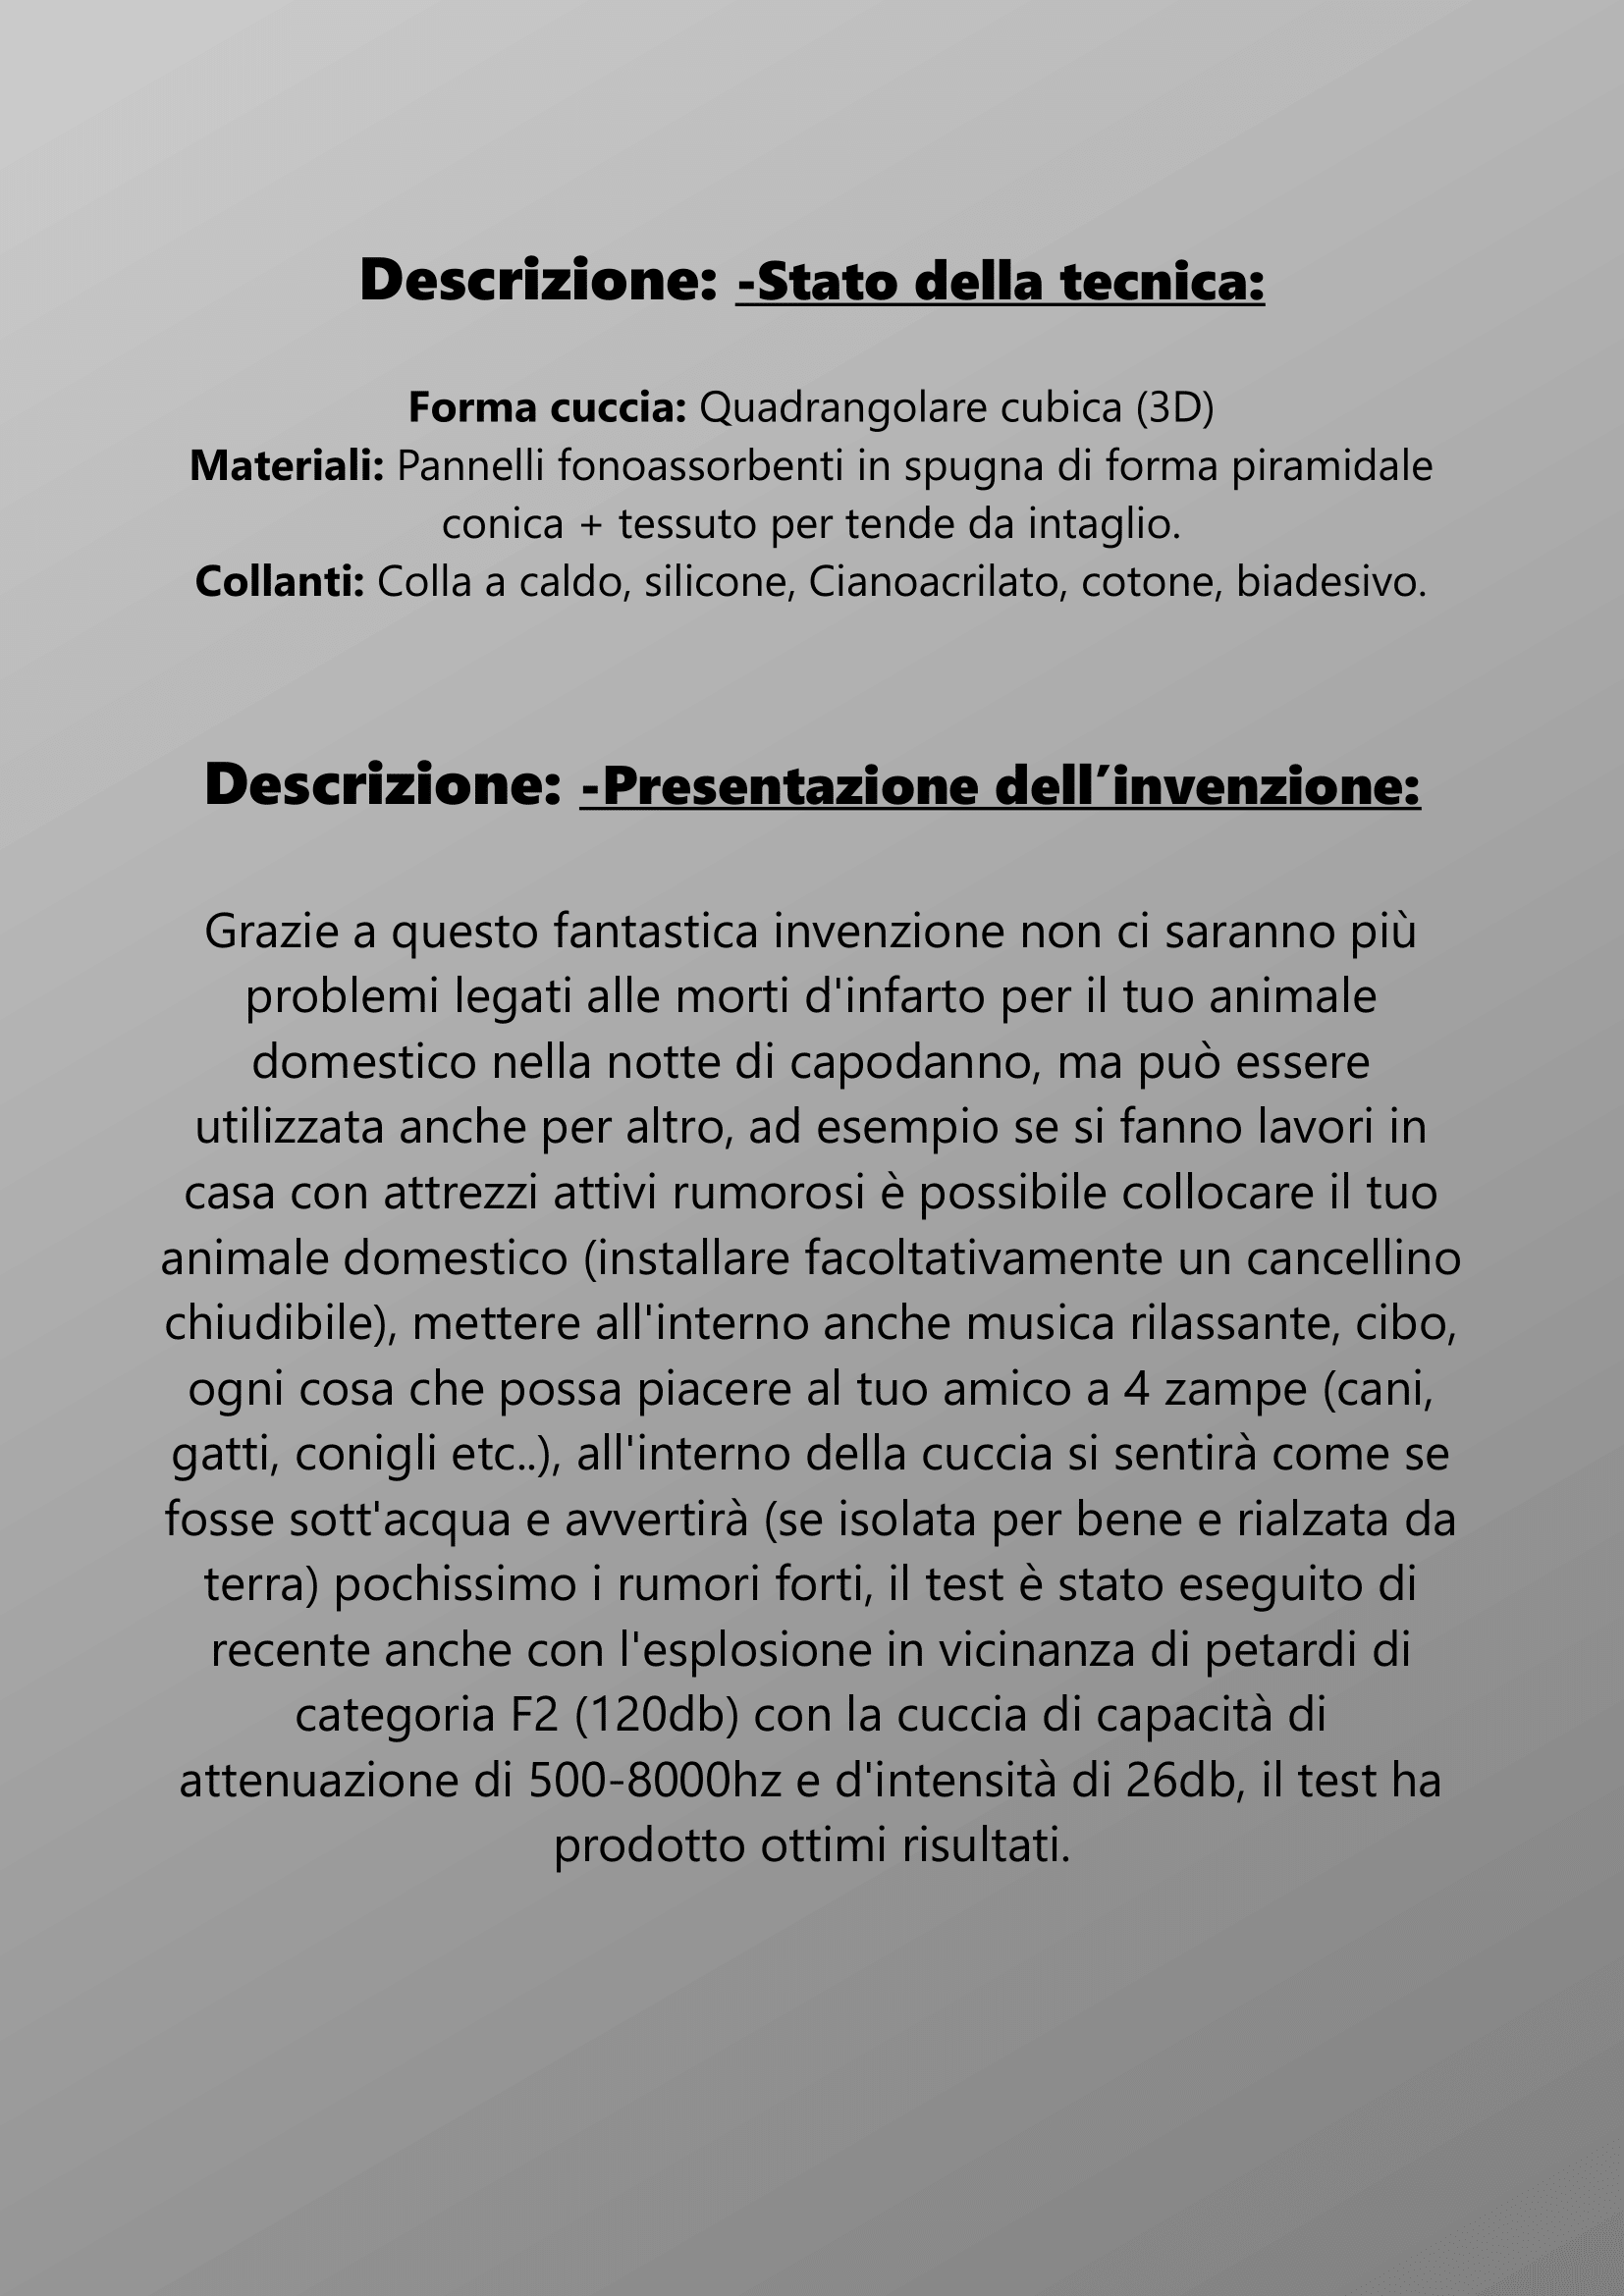 Descrizione: -Stato della tecnica:
Forma cuccia: Quadrangolare cubica (3D)
Materiali: Pannelli fonoassorbenti in spugna di forma piramidale
conica + tessuto per tende da intaglio.
Collanti: Colla a caldo, silicone, Cianoacrilato, cotone, biadesivo.
Descrizione: -Presentazione dell’invenzione:
Grazie a questo fantastica invenzione non ci saranno più
problemi legati alle morti d'infarto per il tuo animale
domestico nella notte di capodanno, ma può essere
utilizzata anche per altro, ad esempio se si fanno lavori in
casa con attrezzi attivi rumorosi è possibile collocare il tuo
animale domestico (installare facoltativamente un cancellino
chiudibile), mettere all'interno anche musica rilassante, cibo,
ogni cosa che possa piacere al tuo amico a 4 zampe (cani,
gatti, conigli etc..), all'interno della cuccia si sentirà come se
fosse sott'acqua e avvertirà (se isolata per bene e rialzata da
terra) pochissimo i rumori forti, il test è stato eseguito di
recente anche con l'esplosione in vicinanza di petardi di
categoria F2 (120db) con la cuccia di capacità di
attenuazione di 500-8000hz e d'intensità di 26db, il test ha
prodotto ottimi risultati.